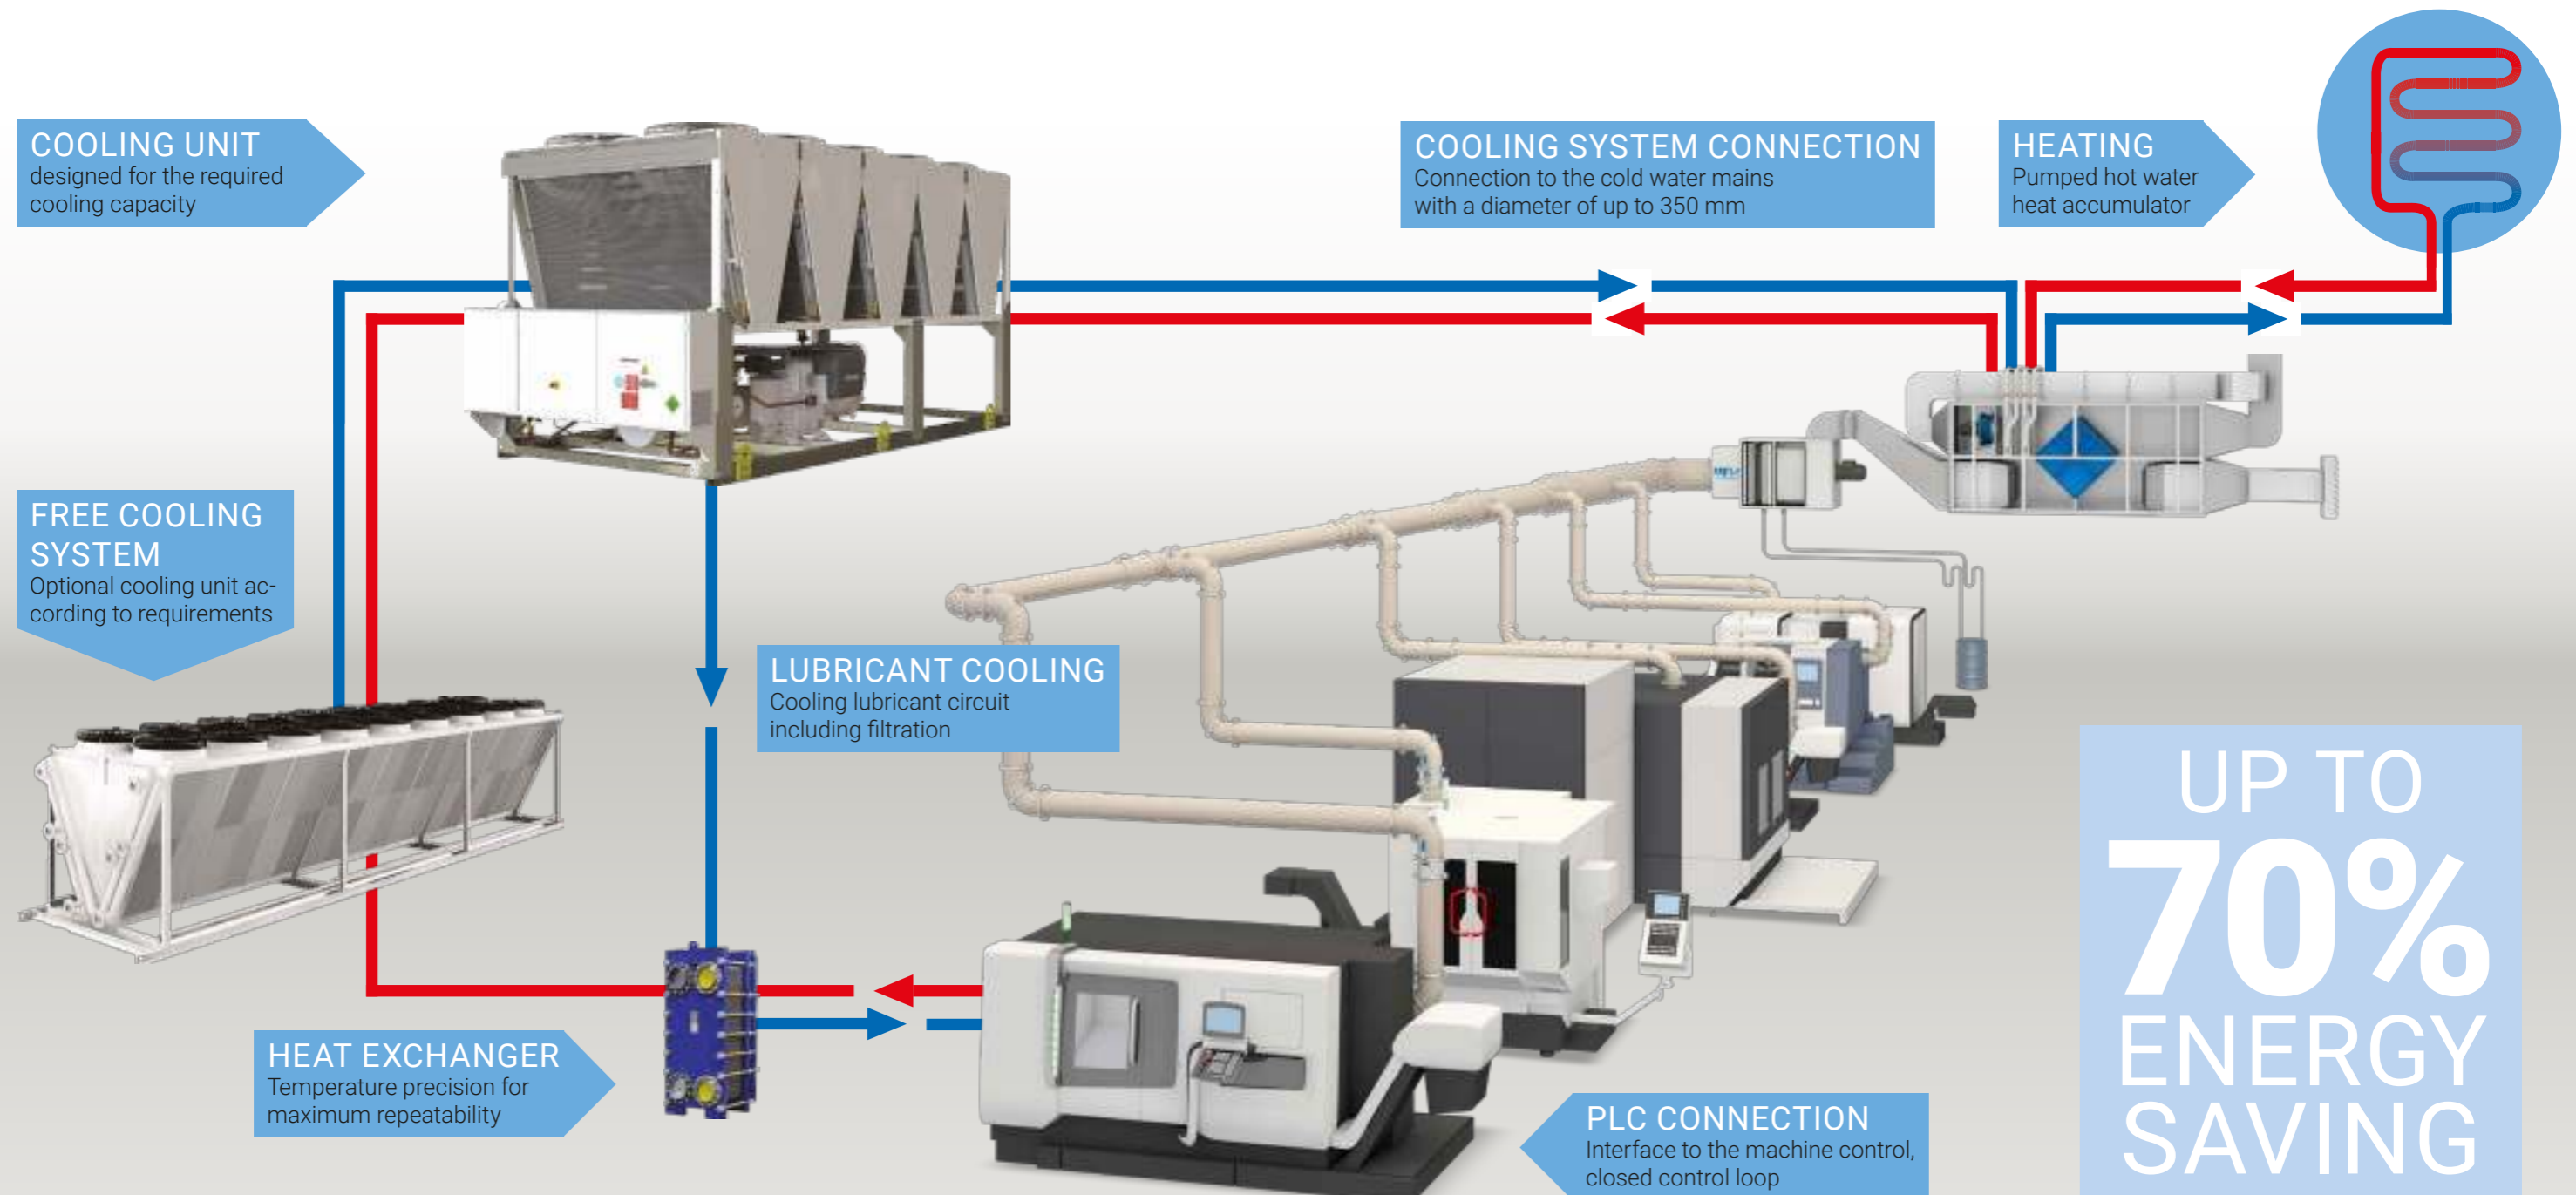 COOLING UNIT
designed for the required
cooling capacity
COOLING SYSTEM CONNECTION
Connection to the cold water mains
with a diameter of up to 350 mm
HEATING
Pumped hot water
heat accumulator
FREE COOLING
SYSTEM
Optional cooling unit ac-
cording to requirements
LUBRICANT COOLING
Cooling lubricant circuit
including filtration
HEAT EXCHANGER
Temperature precision for
maximum repeatability
PLC CONNECTION
Interface to the machine control,
closed control loop
UP TO
70%
ENERGY
SAVING